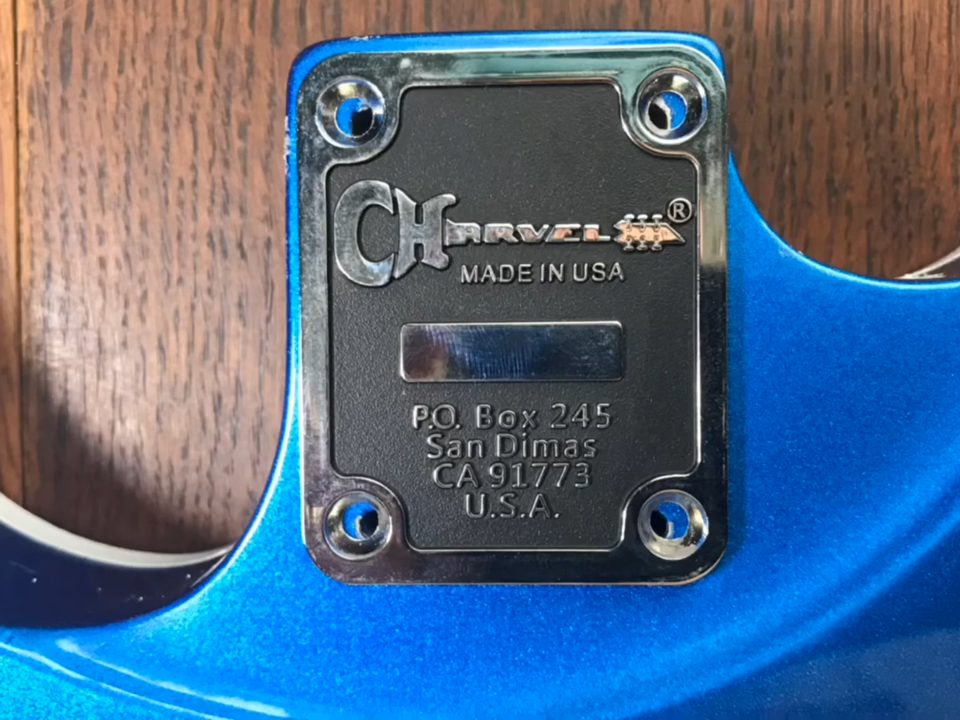 CHARVEL ®
MADE IN USA
P.O. Box 245
San Dimas
CA 91773
U.S.A.